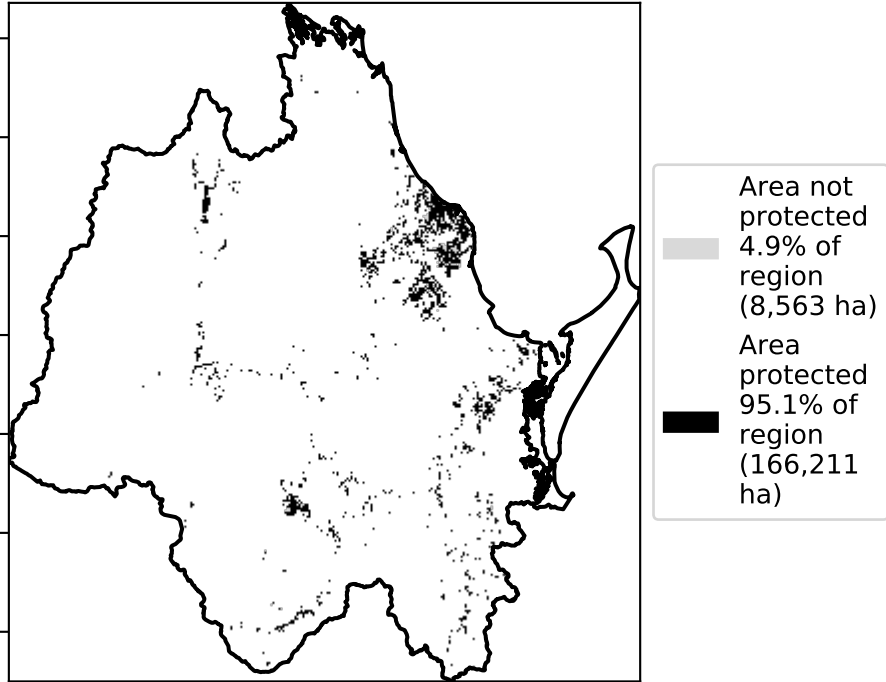 Area not
protected
4.9% of
region
(8,563 ha)
Area
protected
95.1% of
region
(166,211
ha)